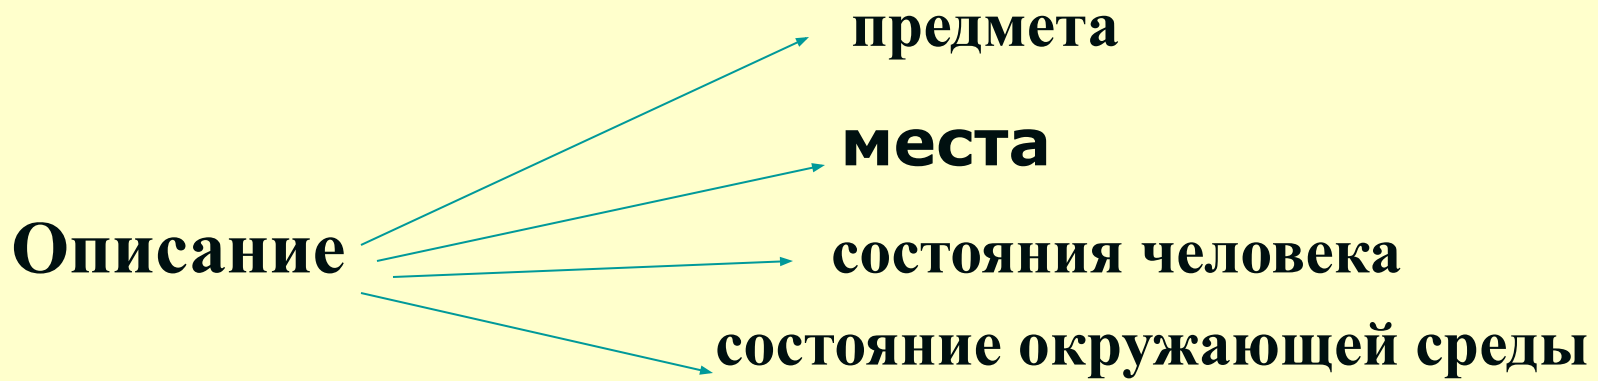 предмета
места
Описание
состояния человека
состояние окружающей среды